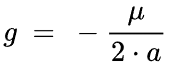 g = - μ / (2 · a)